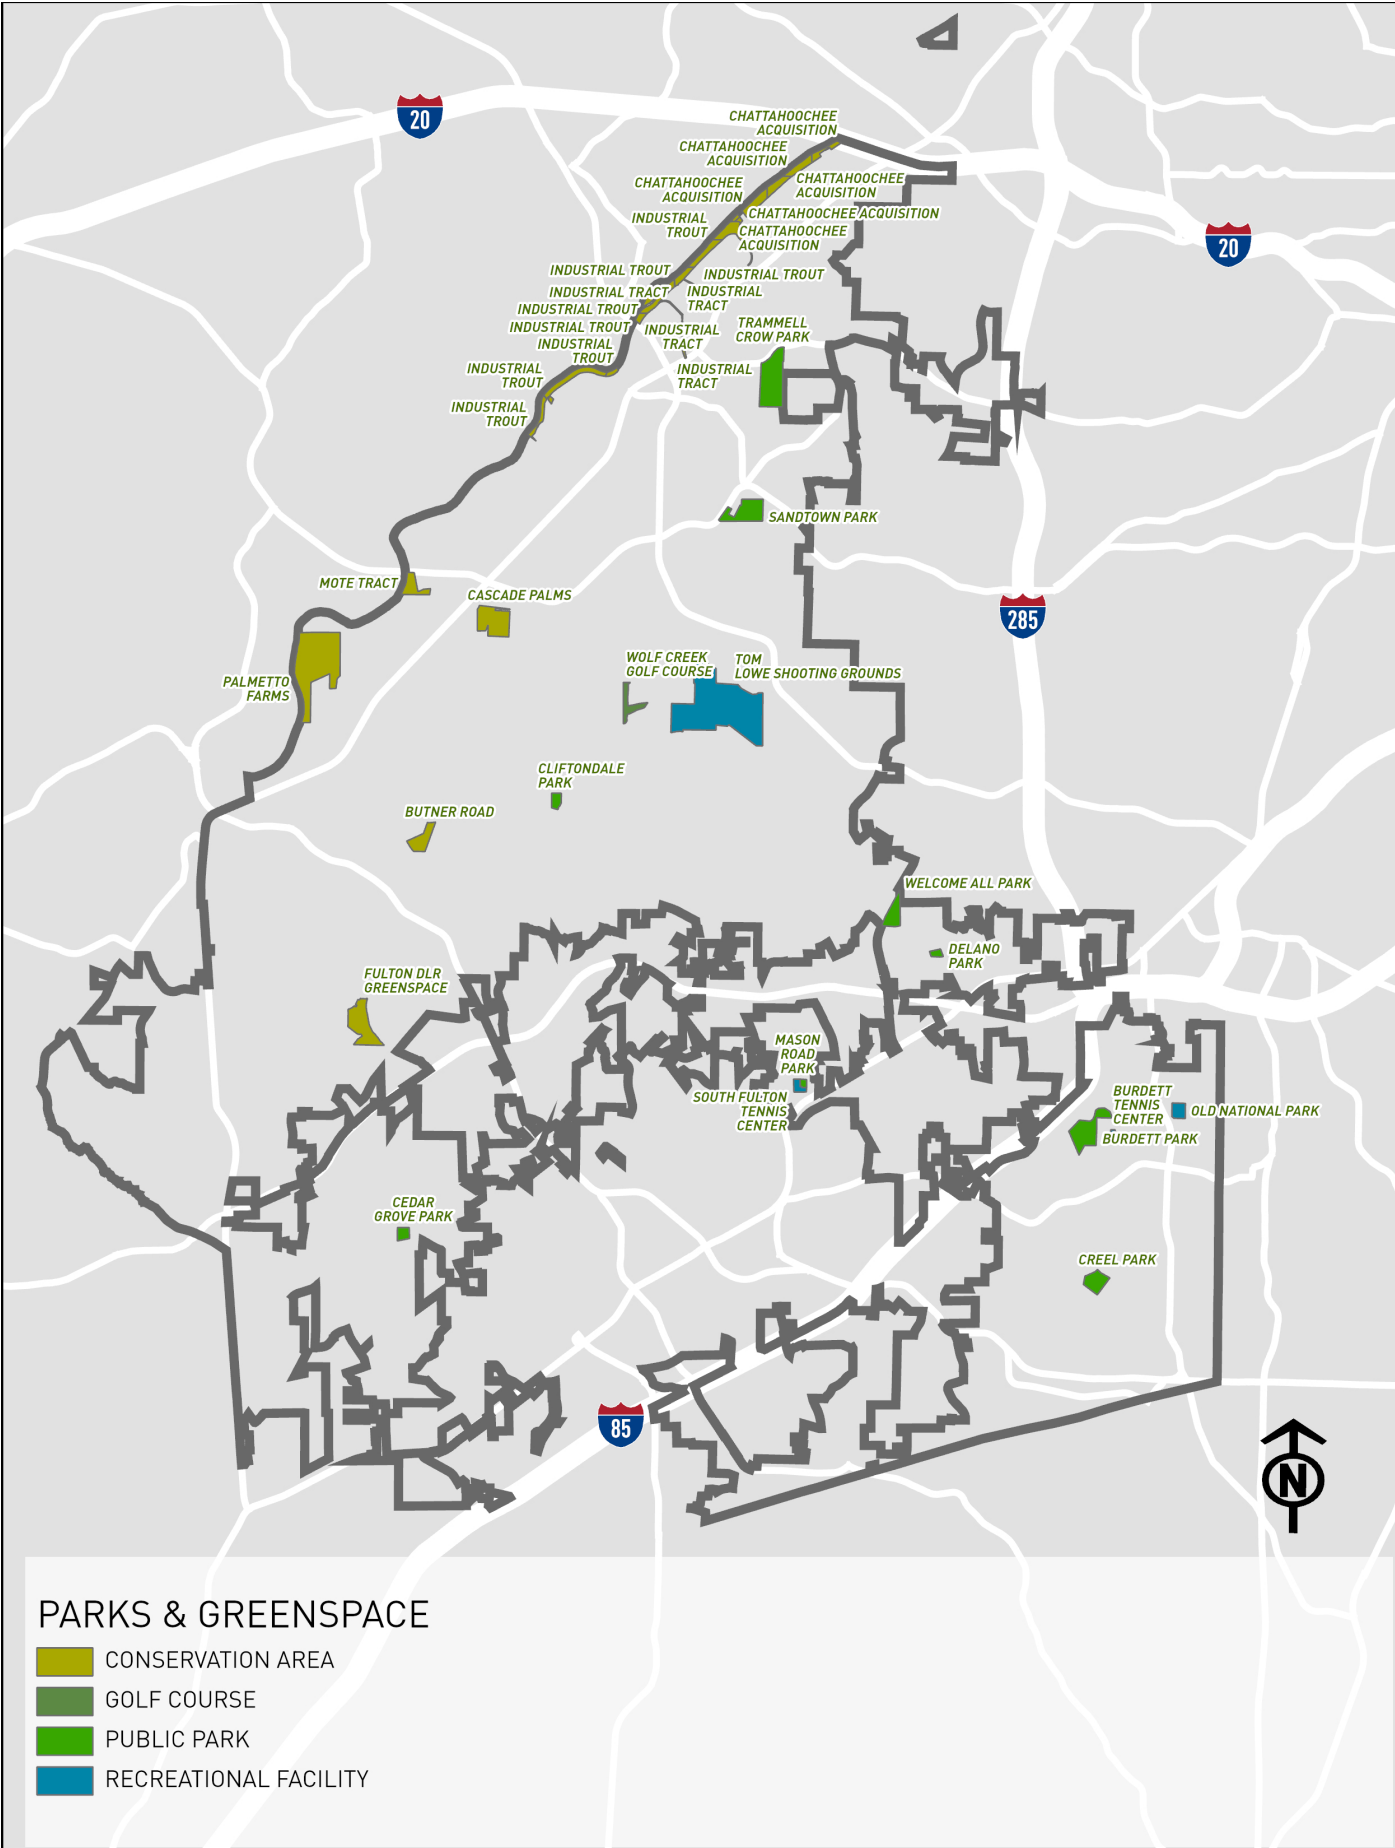 20
CHATTAHOOCHEE
ACQUISITION
CHATTAHOOCHEE
ACQUISITION
CHATTAHOOCHEE
ACQUISITION
CHATTAHOOCHEE
ACQUISITION
INDUSTRIAL
TROUT
CHATTAHOOCHEE ACQUISITION
CHATTAHOOCHEE
ACQUISITION
20
INDUSTRIAL TROUT
INDUSTRIAL TROUT
INDUSTRIAL TRACT
INDUSTRIAL
TRACT
INDUSTRIAL TROUT
INDUSTRIAL TROUT
INDUSTRIAL
TRACT
TRAMMELL
CROW PARK
INDUSTRIAL
TROUT
INDUSTRIAL
TROUT
INDUSTRIAL
TRACT
INDUSTRIAL
TROUT
SANDTOWN PARK
MOTE TRACT
CASCADE PALMS
285
WOLF CREEK
GOLF COURSE
TOM
LOWE SHOOTING GROUNDS
PALMETTO
FARMS
CLIFTONDALE
PARK
BUTNER ROAD
WELCOME ALL PARK
DELANO
PARK
FULTON DLR
GREENSPACE
MASON
ROAD
PARK
SOUTH FULTON
TENNIS
CENTER
BURDETT
TENNIS
CENTER
OLD NATIONAL PARK
BURDETT PARK
CEDAR
GROVE PARK
CREEL PARK
85
N
PARKS & GREENSPACE
CONSERVATION AREA
GOLF COURSE
PUBLIC PARK
RECREATIONAL FACILITY